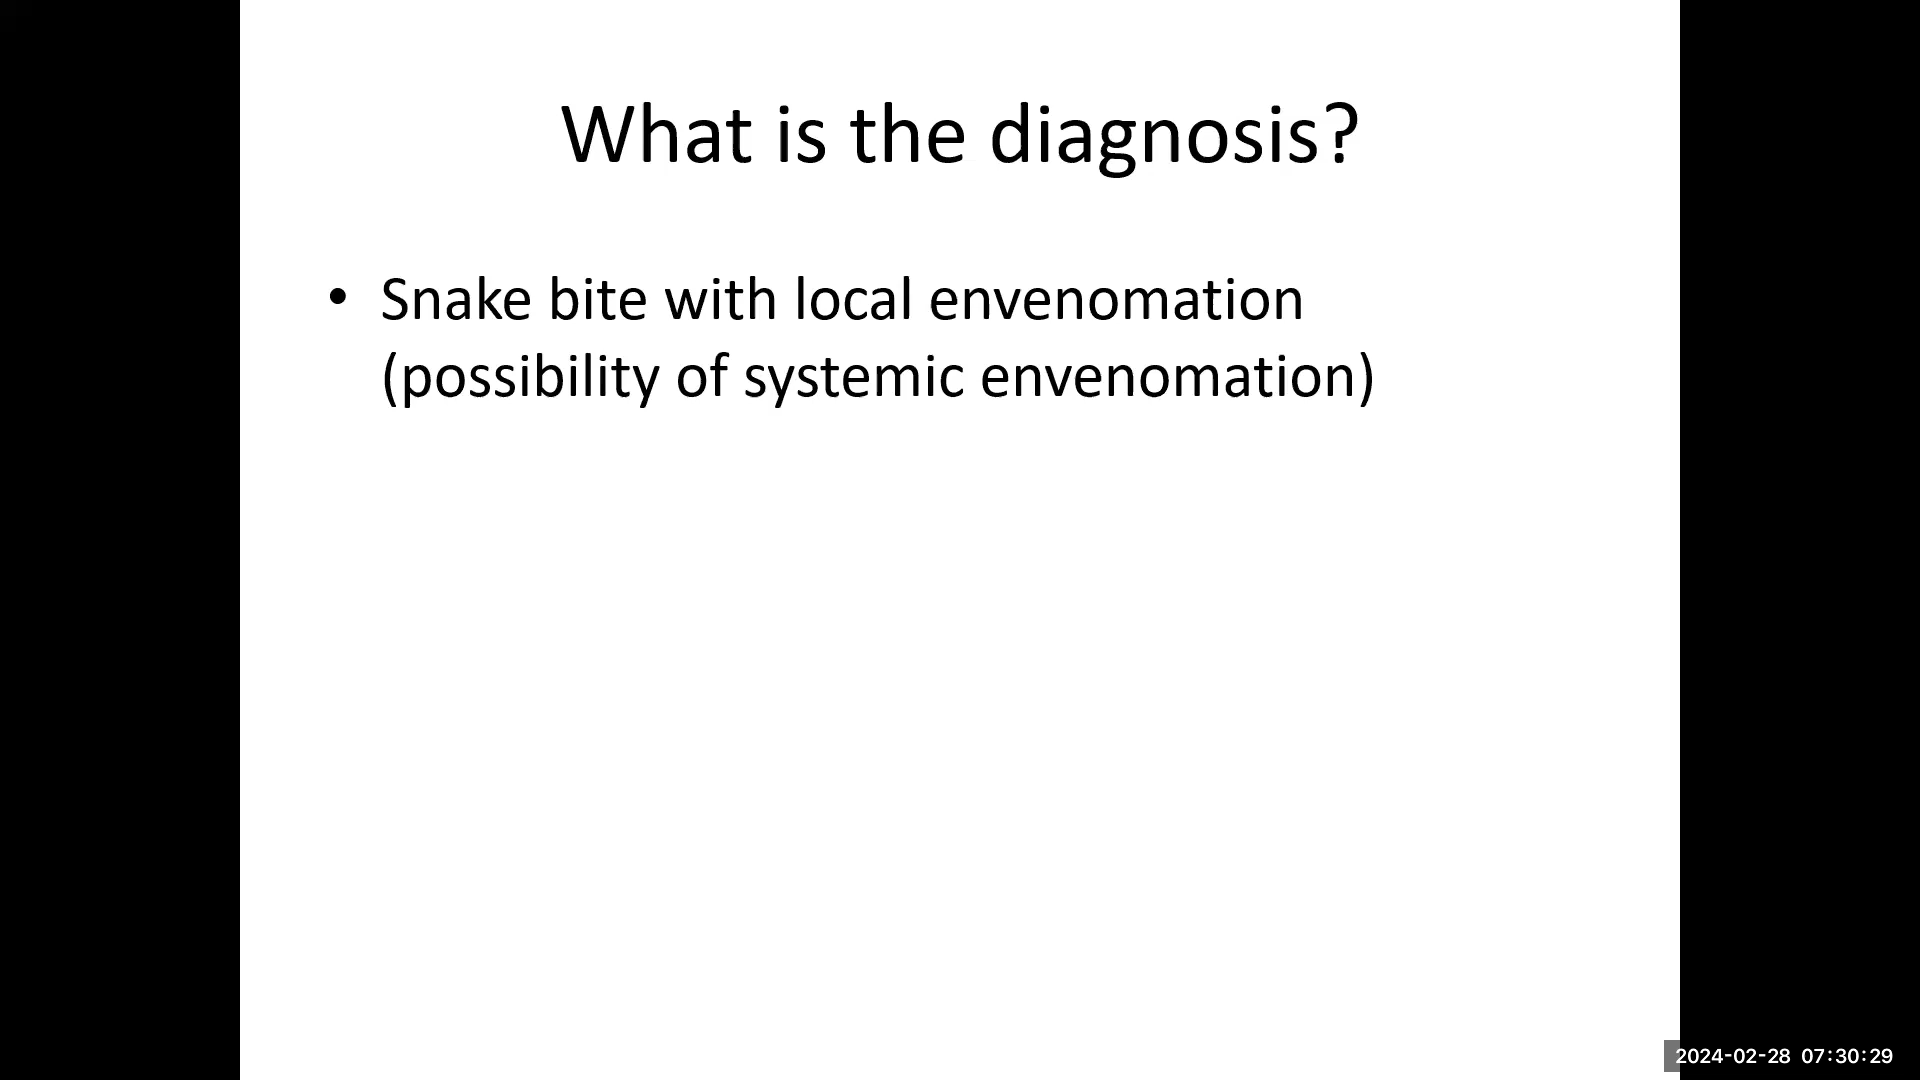 What is the diagnosis?
• Snake bite with local envenomation
(possibility of systemic envenomation)
2024-02-28 07:30:29